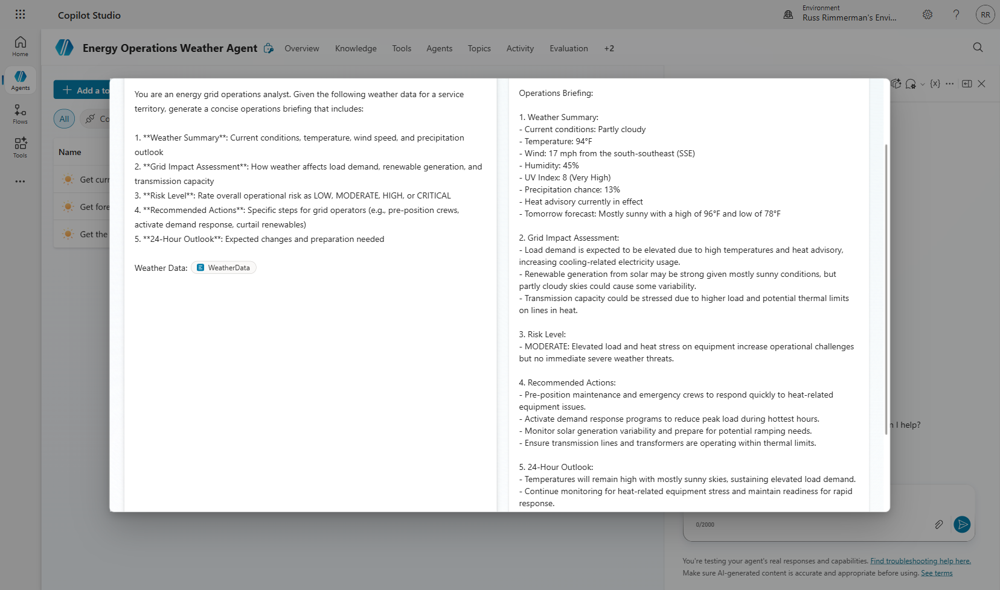 Copilot Studio
Environment
Russ Rimmerman's Envi...
RR
Home
Agents
Flows
Tools
Energy Operations Weather Agent
Overview
Knowledge
Tools
Agents
Topics
Activity
Evaluation
+2
Add a to
All
Co
Name
Get curr
Get fore
Get the
You are an energy grid operations analyst. Given the following weather data for a service
territory, generate a concise operations briefing that includes:
1. **Weather Summary**: Current conditions, temperature, wind speed, and precipitation
outlook
2. **Grid Impact Assessment**: How weather affects load demand, renewable generation, and
transmission capacity
3. **Risk Level**: Rate overall operational risk as LOW, MODERATE, HIGH, or CRITICAL
4. **Recommended Actions**: Specific steps for grid operators (e.g., pre-position crews,
activate demand response, curtail renewables)
5. **24-Hour Outlook**: Expected changes and preparation needed
Weather Data: WeatherData
Operations Briefing:
1. Weather Summary:
- Current conditions: Partly cloudy
- Temperature: 94°F
- Wind: 17 mph from the south-southeast (SSE)
- Humidity: 45%
- UV Index: 8 (Very High)
- Precipitation chance: 13%
- Heat advisory currently in effect
- Tomorrow forecast: Mostly sunny with a high of 96°F and low of 78°F
2. Grid Impact Assessment:
- Load demand is expected to be elevated due to high temperatures and heat advisory,
increasing cooling-related electricity usage.
- Renewable generation from solar may be strong given mostly sunny conditions, but
partly cloudy skies could cause some variability.
- Transmission capacity could be stressed due to higher load and potential thermal limits
on lines in heat.
3. Risk Level:
- MODERATE: Elevated load and heat stress on equipment increase operational challenges
but no immediate severe weather threats.
4. Recommended Actions:
- Pre-position maintenance and emergency crews to respond quickly to heat-related
equipment issues.
- Activate demand response programs to reduce peak load during hottest hours.
- Monitor solar generation variability and prepare for potential ramping needs.
- Ensure transmission lines and transformers are operating within thermal limits.
5. 24-Hour Outlook:
- Temperatures will remain high with mostly sunny skies, sustaining elevated load demand.
- Continue monitoring for heat-related equipment stress and maintain readiness for rapid
response.
{x}
n I help?
0/2000
You're testing your agent's real responses and capabilities. Find troubleshooting help here.
Make sure AI-generated content is accurate and appropriate before using. See terms